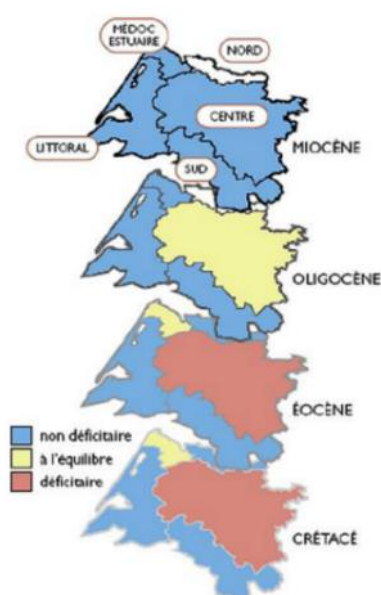 MÉDOC
ESTUAIRE
NORD
CENTRE
LITTORAL
MIOCÈNE
SUD
OLIGOCÈNE
ÉOCÈNE
non déficitaire
à l'équilibre
déficitaire
CRÉTACÉ